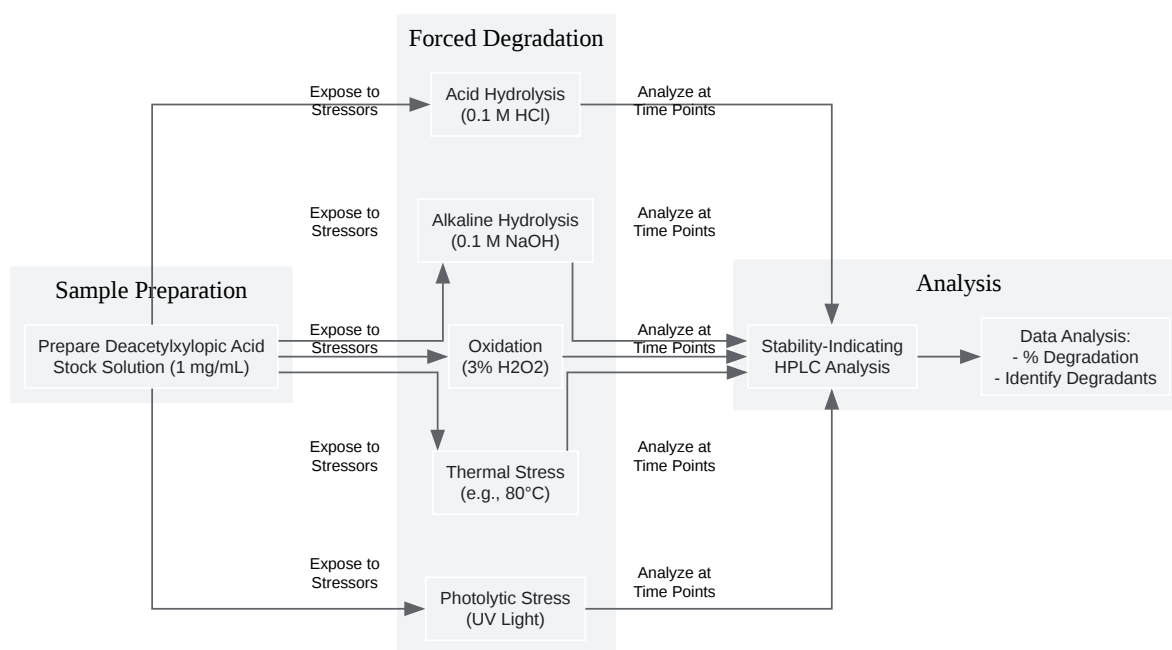 Forced Degradation
Expose to
Stressors
Acid Hydrolysis
(0.1 M HCl)
Analyze at
Time Points
Expose to
Stressors
Alkaline Hydrolysis
(0.1 M NaOH)
Analyze at
Time Points
Sample Preparation
Analysis
Prepare Deacetylxylopic Acid
Stock Solution (1 mg/mL)
Expose to
Stressors
Oxidation
(3% H2O2)
Analyze at
Time Points
Stability-Indicating
HPLC Analysis
Data Analysis:
- % Degradation
- Identify Degradants
Expose to
Stressors
Thermal Stress
(e.g., 80°C)
Analyze at
Time Points
Expose to
Stressors
Photolytic Stress
(UV Light)
Analyze at
Time Points